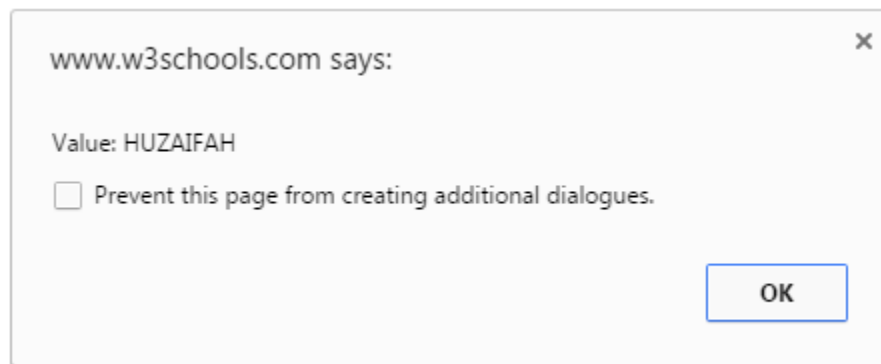 www.w3schools.com says:
Value: HUZAIFAH
Prevent this page from creating additional dialogues.
OK